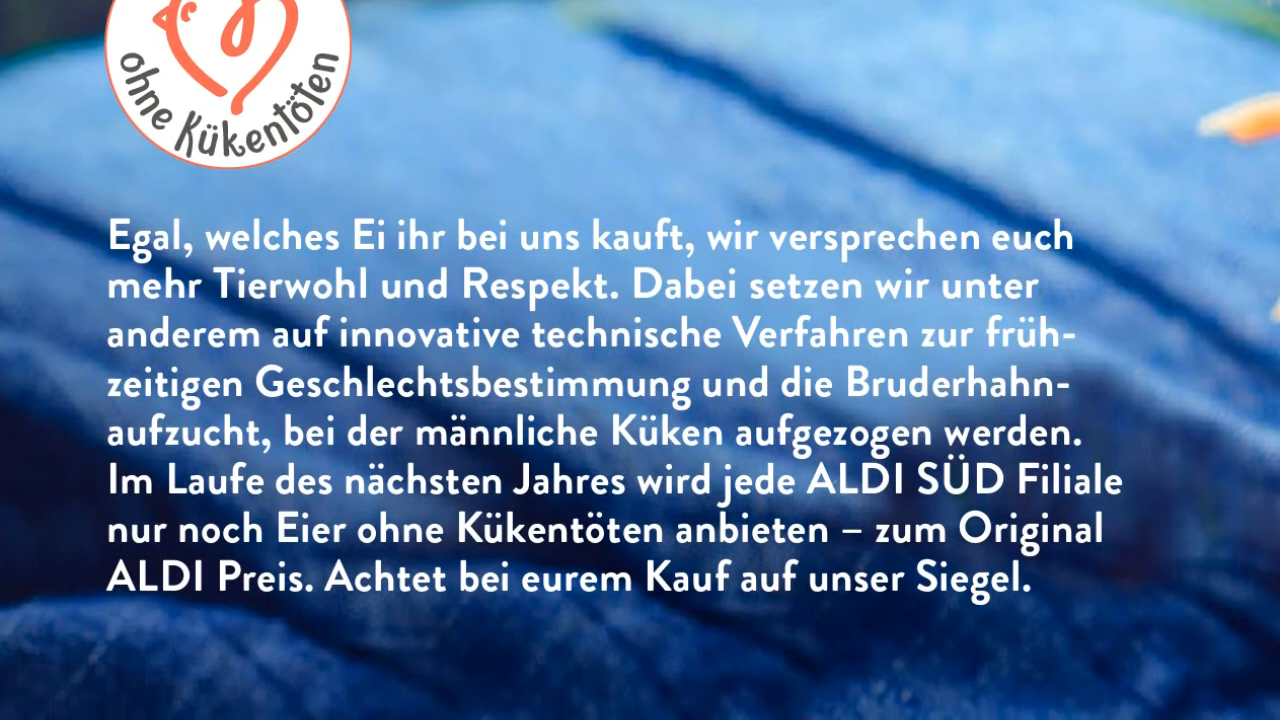 ohne Kükentöten
Egal, welches Ei ihr bei uns kauft, wir versprechen euch
mehr Tierwohl und Respekt. Dabei setzen wir unter
anderem auf innovative technische Verfahren zur früh-
zeitigen Geschlechtsbestimmung und die Bruderhahn-
aufzucht, bei der männliche Küken aufgezogen werden.
Im Laufe des nächsten Jahres wird jede ALDI SÜD Filiale
nur noch Eier ohne Kükentöten anbieten – zum Original
ALDI Preis. Achtet bei eurem Kauf auf unser Siegel.